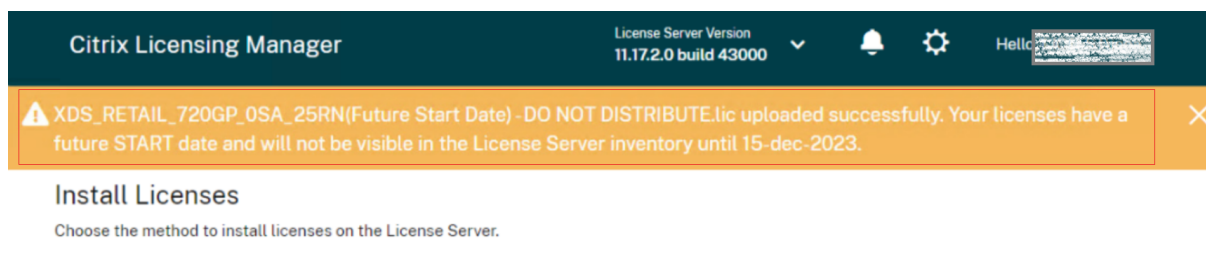 Citrix Licensing Manager
License Server Version
11.17.2.0 build 43000
Hello
XDS_RETAIL_720GP_0SA_25RN(Future Start Date) -DO NOT DISTRIBUTE.lic uploaded successfully. Your licenses have a
future START date and will not be visible in the License Server inventory until 15-dec-2023.
Install Licenses
Choose the method to install licenses on the License Server.